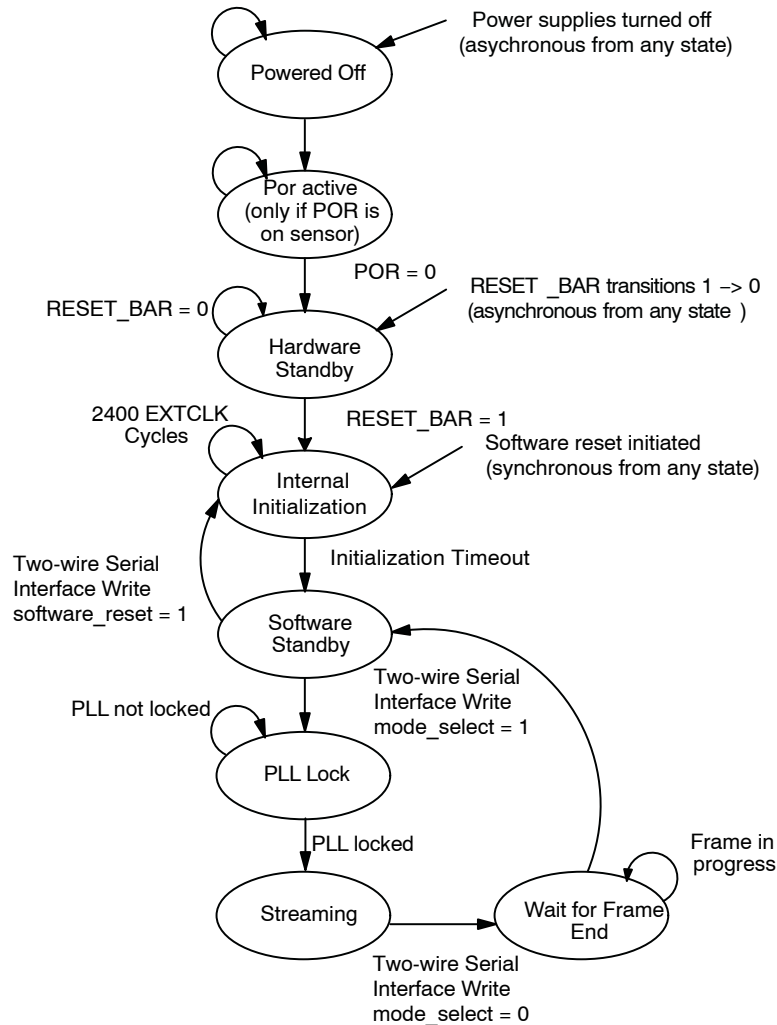 Power supplies turned off
(asychronous from any state)
Powered Off
Por active
(only if POR is
on sensor)
POR = 0
RESET _BAR transitions 1 –> 0
(asynchronous from any state )
RESET_BAR = 0
Hardware
Standby
2400 EXTCLK
Cycles
RESET_BAR = 1
Software reset initiated
(synchronous from any state)
Internal
Initialization
Initialization Timeout
Two-wire Serial
Interface Write
software_reset = 1
Software
Standby
Two-wire Serial
Interface Write
mode_select = 1
PLL not locked
PLL Lock
PLL locked
Frame in
progress
Streaming
Wait for Frame
End
Two-wire Serial
Interface Write
mode_select = 0